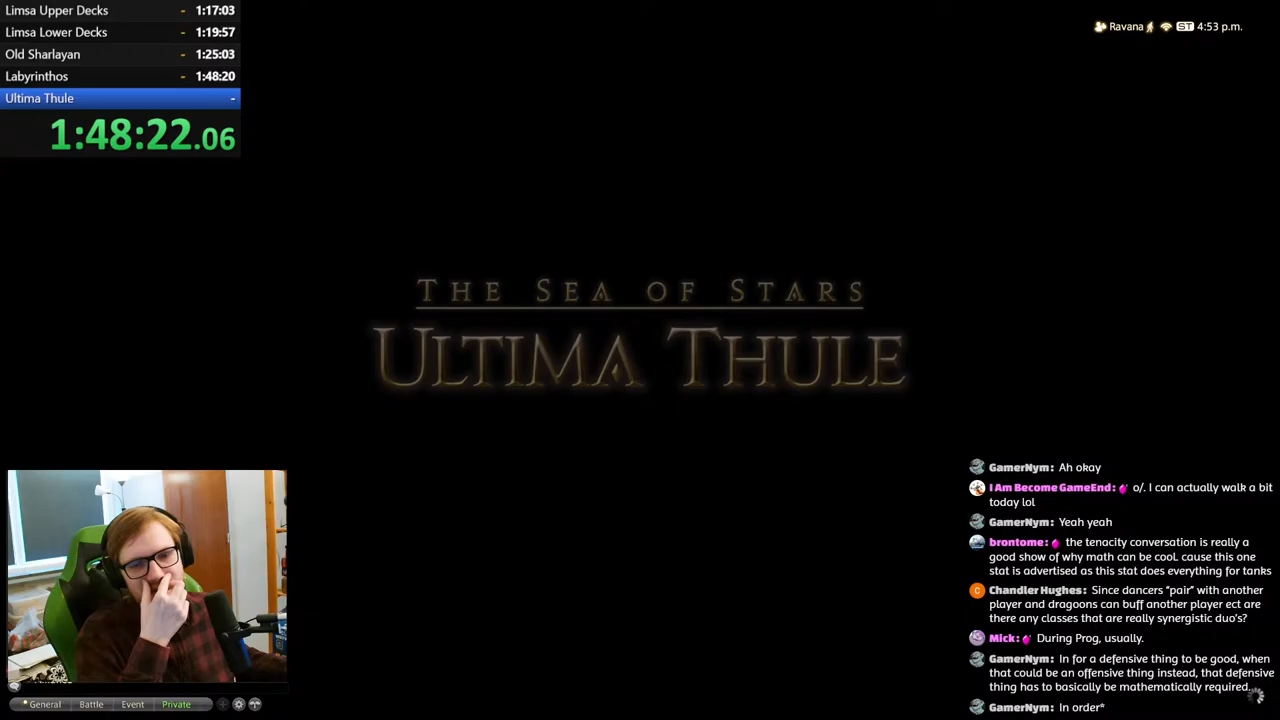 Limsa Upper Decks - 1:17:03
Limsa Lower Decks - 1:19:57
Old Sharlayan - 1:25:03
Labyrinthos - 1:48:20
Ultima Thule -
1:48:22.06
Ravana ST 4:53 p.m.
THE SEA OF STARS
ULTIMA THULE
GamerNym: Ah okay
I Am Become GameEnd: o/. I can actually walk a bit
today lol
GamerNym: Yeah yeah
brontome: the tenacity conversation is really a
good show of why math can be cool. cause this one
stat is advertised as this stat does everything for tanks
C Chandler Hughes: Since dancers “pair” with another
player and dragoons can buff another player ect are
there any classes that are really synergistic duo's?
Mick: During Prog, usually.
GamerNym: In for a defensive thing to be good, when
that could be an offensive thing instead, that defensive
thing has to basically be mathematically required.
GamerNym: In order*
General Battle Event Private